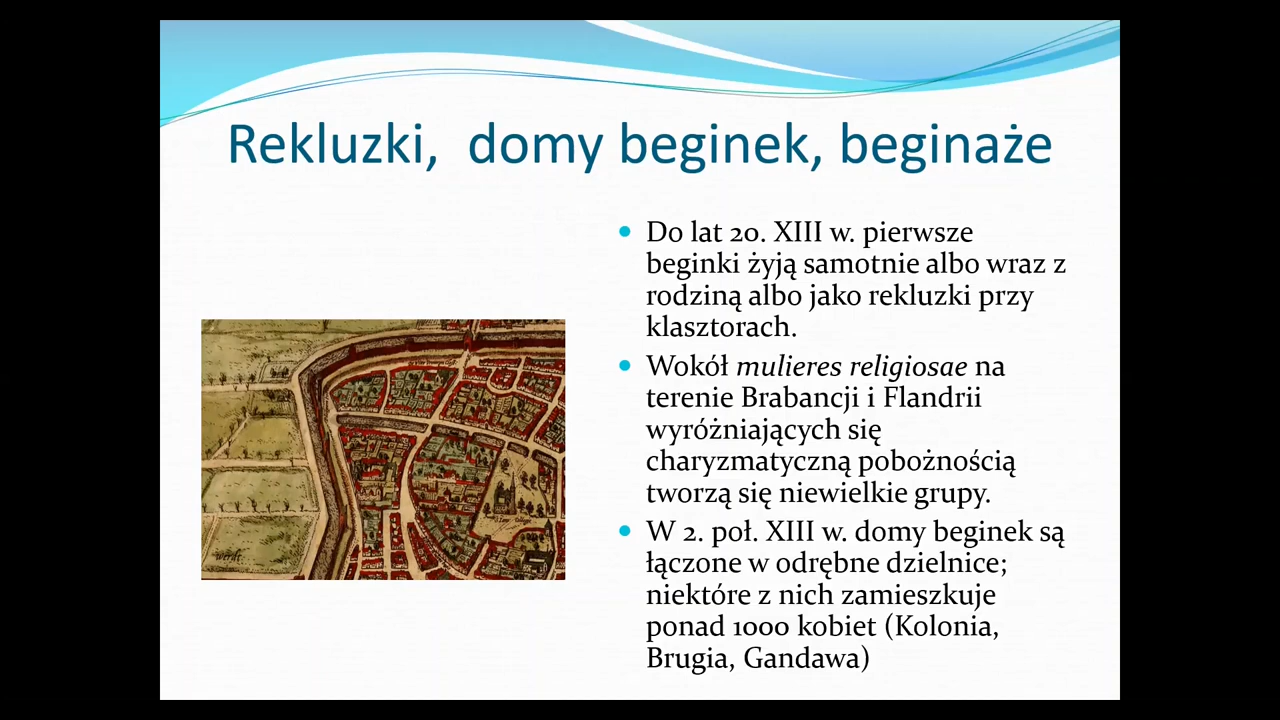 Rekluzki, domy beginek, beginaże
Do lat 20. XIII w. pierwsze
beginki żyją samotnie albo wraz z
rodziną albo jako rekluzki przy
klasztorach.
Wokół mulieres religiosae na
terenie Brabancji i Flandrii
wyróżniających się
charyzmatyczną pobożnością
tworzą się niewielkie grupy.
W 2. poł. XIII w. domy beginek są
łączone w odrębne dzielnice;
niektóre z nich zamieszkuje
ponad 1000 kobiet (Kolonia,
Brugia, Gandawa)